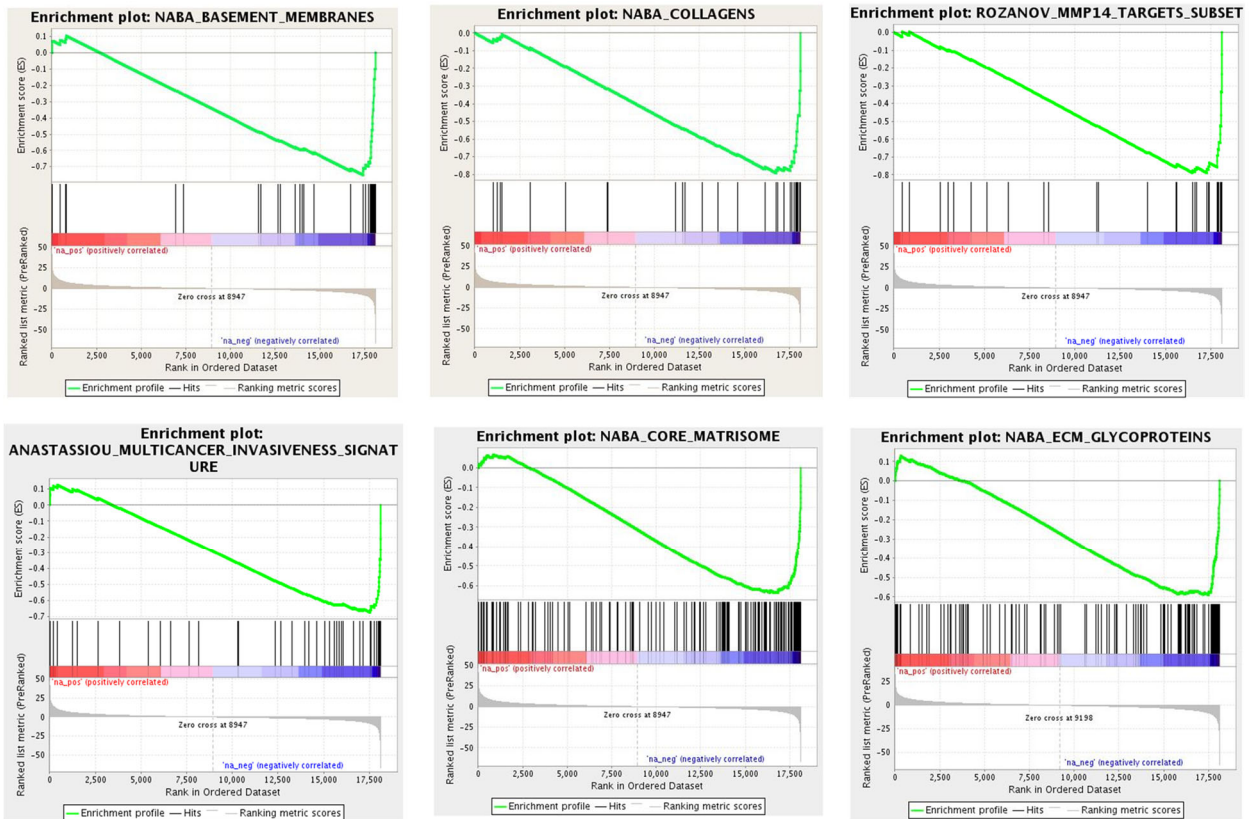 Enrichment plot: NABA_BASEMENT_MEMBRANES
Enrichment score (ES)
0.1
0.0
-0.1
-0.2
-0.3
-0.4
-0.5
-0.6
-0.7
'na_pos' (positively correlated)
Ranked list metric (PreRanked)
50
25
0
-25
-50
Zero cross at 8947
'na_neg' (negatively correlated)
0
2,500
5,000
7,500
10,000
12,500
15,000
17,500
Rank in Ordered Dataset
Enrichment profile
Hits
Ranking metric scores
Enrichment plot: NABA_COLLAGENS
Enrichment score (ES)
0.0
-0.1
-0.2
-0.3
-0.4
-0.5
-0.6
-0.7
-0.8
'na_pos' (positively correlated)
Ranked list metric (PreRanked)
50
25
0
-25
-50
Zero cross at 8947
'na_neg' (negatively correlated)
0
2,500
5,000
7,500
10,000
12,500
15,000
17,500
Rank in Ordered Dataset
Enrichment profile
Hits
Ranking metric scores
Enrichment plot: ROZANOV_MMP14_TARGETS_SUBSET
Enrichment score (ES)
0.0
-0.1
-0.2
-0.3
-0.4
-0.5
-0.6
-0.7
-0.8
'na_pos' (positively correlated)
Ranked list metric (PreRanked)
50
25
0
-25
-50
Zero cross at 8947
'na_neg' (negatively correlated)
0
2,500
5,000
7,500
10,000
12,500
15,000
17,500
Rank in Ordered Dataset
Enrichment profile
Hits
Ranking metric scores
Enrichment plot:
ANASTASSIOU_MULTICANCER_INVASIVENESS_SIGNAT
URE
Enrichment score (ES)
0.1
0.0
-0.1
-0.2
-0.3
-0.4
-0.5
-0.6
-0.7
'na_pos' (positively correlated)
Ranked list metric (PreRanked)
50
25
0
-25
-50
Zero cross at 8947
'na_neg' (negatively correlated)
0
2,500
5,000
7,500
10,000
12,500
15,000
17,500
Rank in Ordered Dataset
Enrichment profile
Hits
Ranking metric scores
Enrichment plot: NABA_CORE_MATRISOME
Enrichment score (ES)
0.0
-0.1
-0.2
-0.3
-0.4
-0.5
-0.6
'na_pos' (positively correlated)
Ranked list metric (PreRanked)
50
25
0
-25
-50
Zero cross at 8947
'na_neg' (negatively correlated)
0
2,500
5,000
7,500
10,000
12,500
15,000
17,500
Rank in Ordered Dataset
Enrichment profile
Hits
Ranking metric scores
Enrichment plot: NABA_ECM_GLYCOPROTEINS
Enrichment score (ES)
0.1
0.0
-0.1
-0.2
-0.3
-0.4
-0.5
-0.6
'na_pos' (positively correlated)
Ranked list metric (PreRanked)
25
0
-25
-50
Zero cross at 9198
'na_neg' (negatively correlated)
0
2,500
5,000
7,500
10,000
12,500
15,000
17,500
Rank in Ordered Dataset
Enrichment profile
Hits
Ranking metric scores